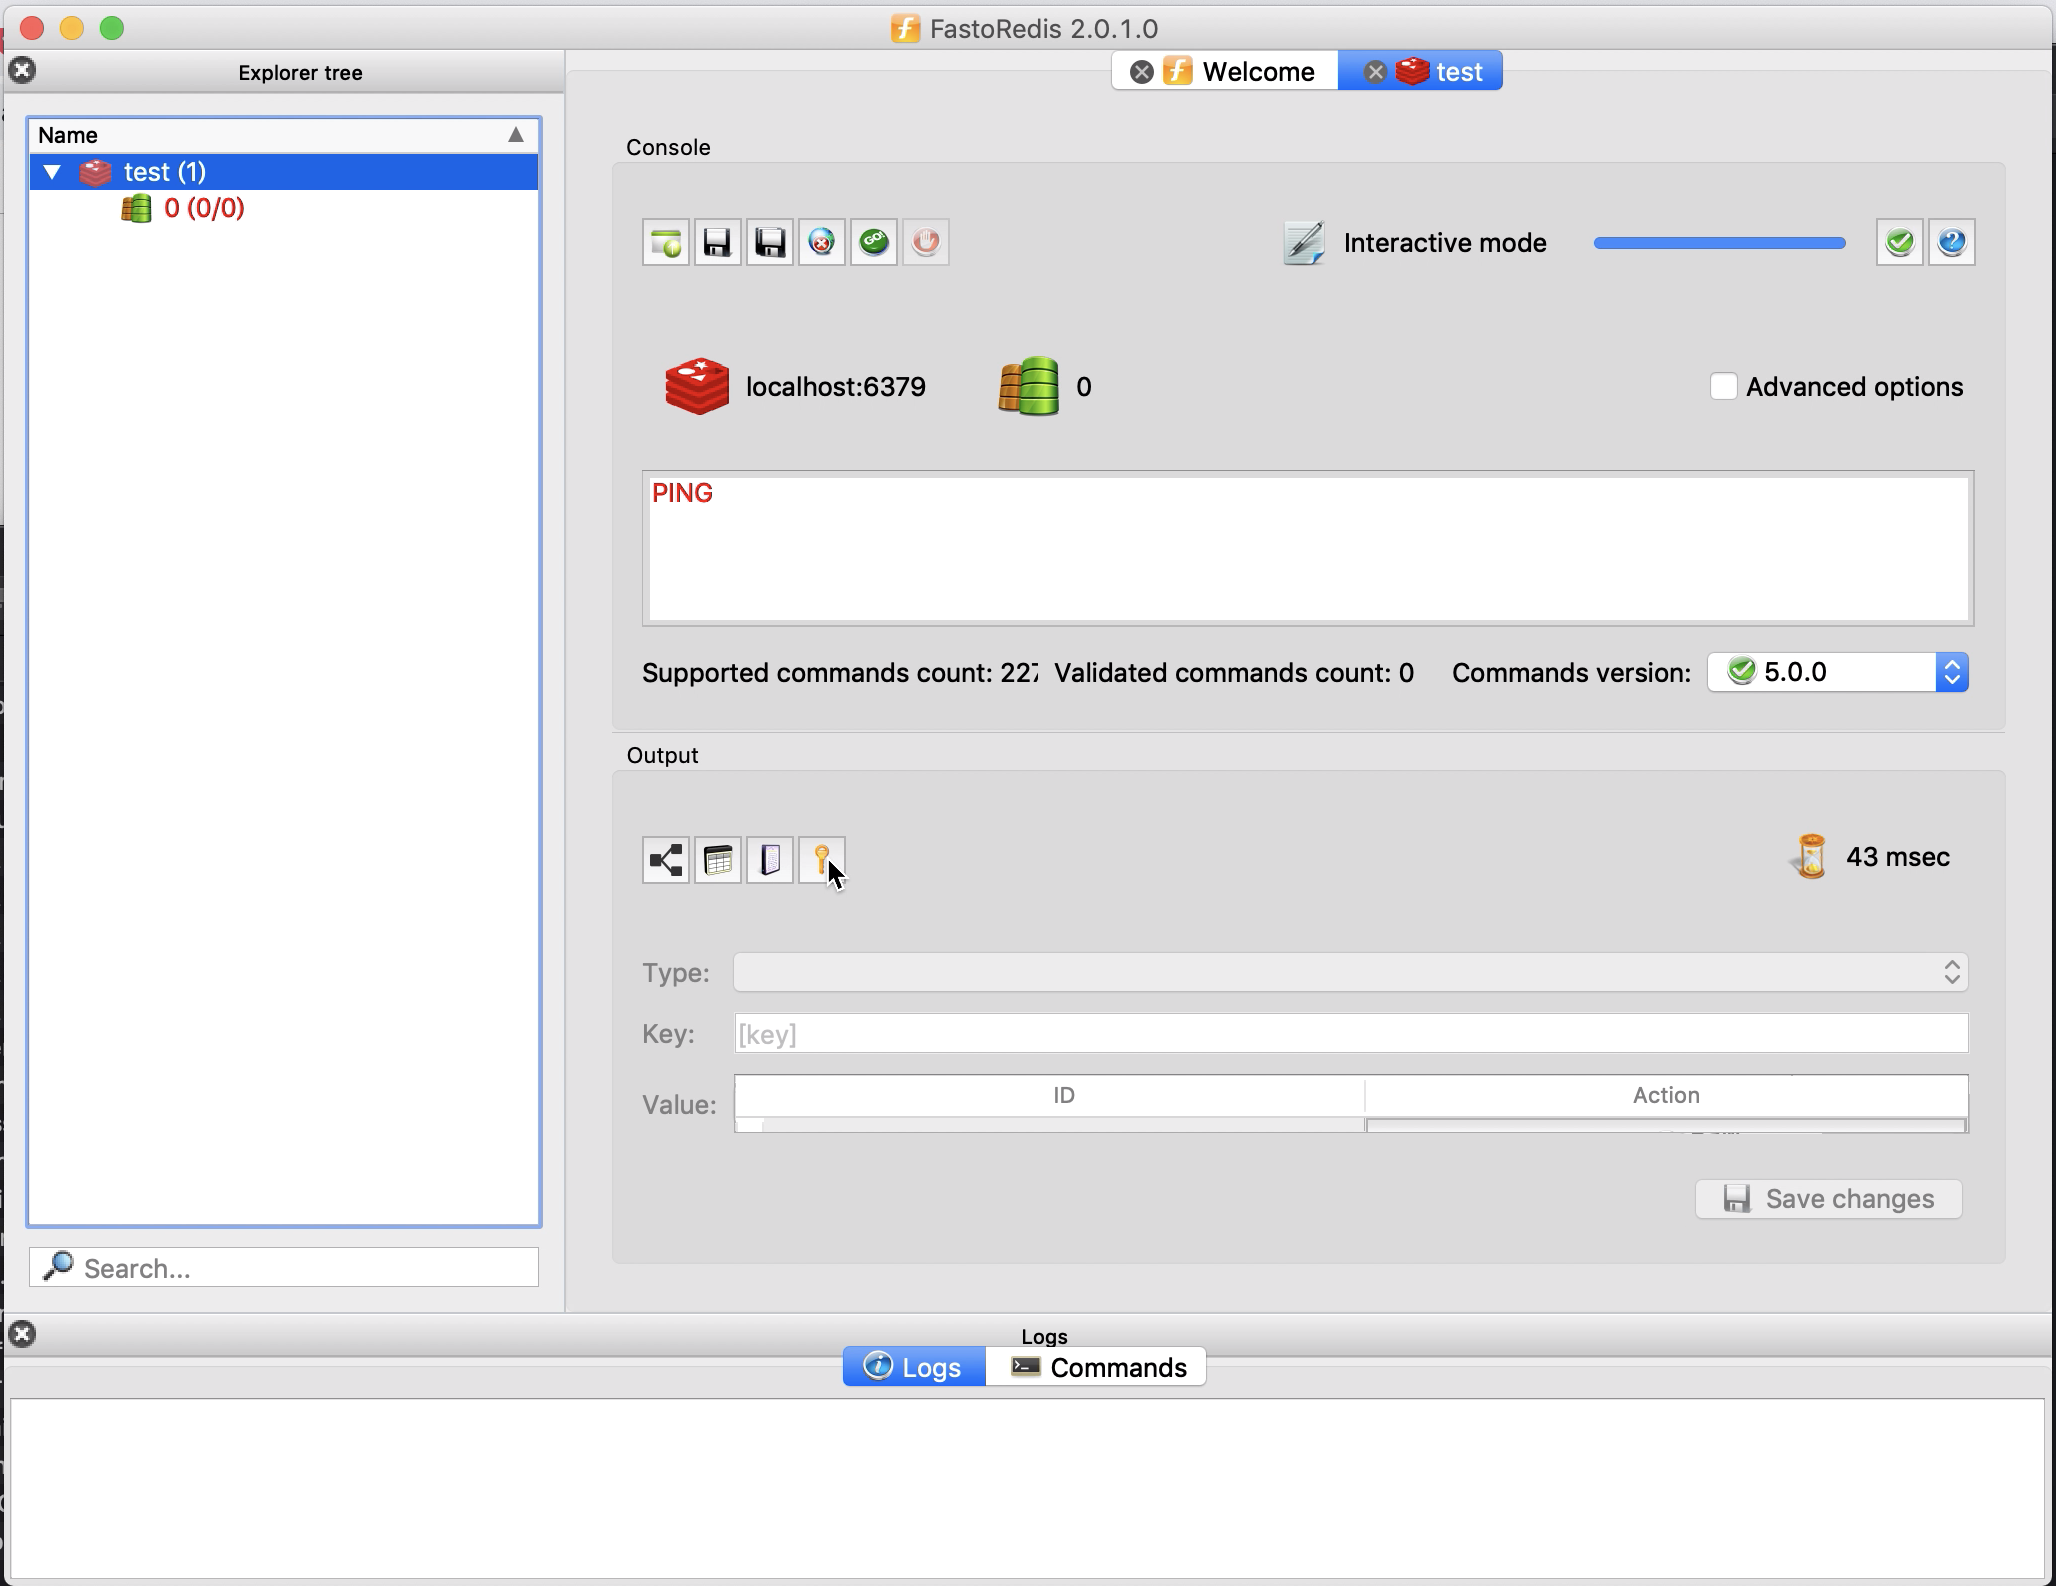 FastoRedis 2.0.1.0
Explorer tree
Welcome
test
Name
test (1)
0 (0/0)
Console
GO!
Interactive mode
localhost:6379
0
Advanced options
PING
Supported commands count: 227
Validated commands count: 0
Commands version:
5.0.0
Output
43 msec
Type:
Key:
[key]
Value:
ID
Action
Save changes
Search...
Logs
Logs
Commands